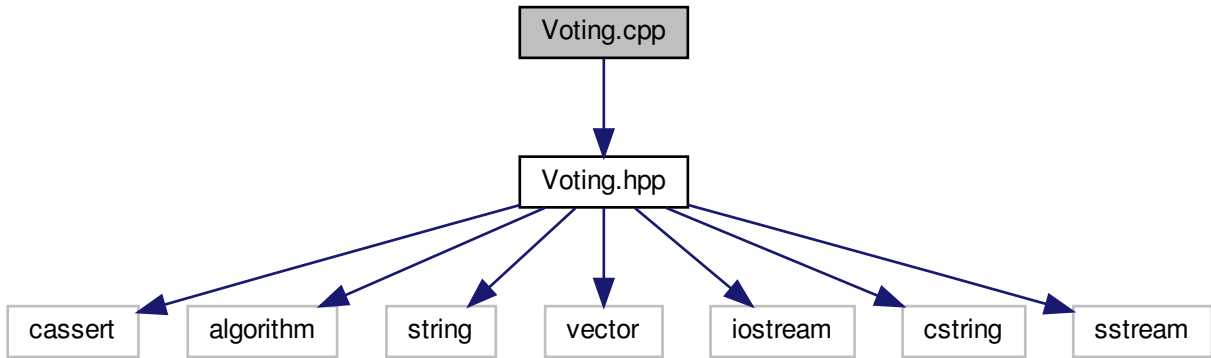 Voting.cpp
Voting.hpp
cassert
algorithm
string
vector
iostream
cstring
sstream